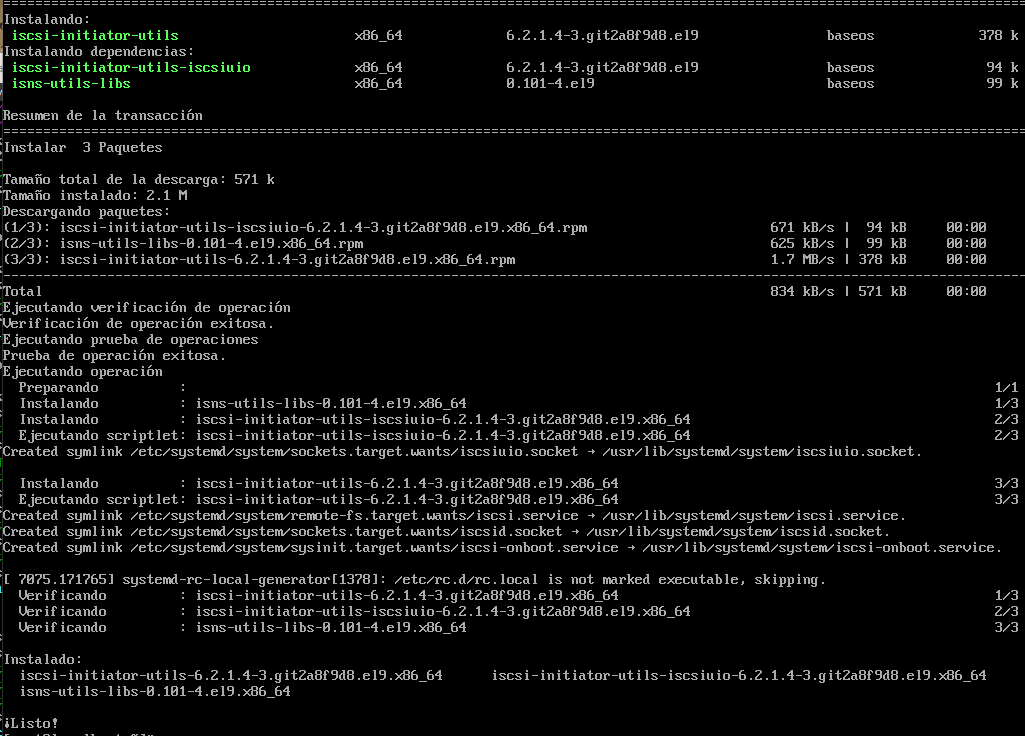 Instalando:
iscsi-initiator-utils x86_64 6.2.1.4-3.git2a8f9d8.el9 baseos 378 k
Instalando dependencias:
iscsi-initiator-utils-iscsiuio x86_64 6.2.1.4-3.git2a8f9d8.el9 baseos 94 k
isns-utils-libs x86_64 0.101-4.el9 baseos 99 k
Resumen de la transacción
Instalar 3 Paquetes
Tamaño total de la descarga: 571 k
Tamaño instalado: 2.1 M
Descargando paquetes:
(1/3): iscsi-initiator-utils-iscsiuio-6.2.1.4-3.git2a8f9d8.el9.x86_64.rpm 671 kB/s | 94 kB 00:00
(2/3): isns-utils-libs-0.101-4.el9.x86_64.rpm 625 kB/s | 99 kB 00:00
(3/3): iscsi-initiator-utils-6.2.1.4-3.git2a8f9d8.el9.x86_64.rpm 1.7 MB/s | 378 kB 00:00
Total 834 kB/s | 571 kB 00:00
Ejecutando verificación de operación
Verificación de operación exitosa.
Ejecutando prueba de operaciones
Prueba de operación exitosa.
Ejecutando operación
Preparando : 1/1
Instalando : isns-utils-libs-0.101-4.el9.x86_64 1/3
Instalando : iscsi-initiator-utils-iscsiuio-6.2.1.4-3.git2a8f9d8.el9.x86_64 2/3
Ejecutando scriptlet: iscsi-initiator-utils-iscsiuio-6.2.1.4-3.git2a8f9d8.el9.x86_64 2/3
Created symlink /etc/systemd/system/sockets.target.wants/iscsiuio.socket → /usr/lib/systemd/system/iscsiuio.socket.
Instalando : iscsi-initiator-utils-6.2.1.4-3.git2a8f9d8.el9.x86_64 3/3
Ejecutando scriptlet: iscsi-initiator-utils-6.2.1.4-3.git2a8f9d8.el9.x86_64 3/3
Created symlink /etc/systemd/system/remote-fs.target.wants/iscsi.service → /usr/lib/systemd/system/iscsi.service.
Created symlink /etc/systemd/system/sockets.target.wants/iscsid.socket → /usr/lib/systemd/system/iscsid.socket.
Created symlink /etc/systemd/system/sysinit.target.wants/iscsi-onboot.service → /usr/lib/systemd/system/iscsi-onboot.service.
[ 7075.171765] systemd-rc-local-generator[1378]: /etc/rc.d/rc.local is not marked executable, skipping.
Verificando : iscsi-initiator-utils-6.2.1.4-3.git2a8f9d8.el9.x86_64 1/3
Verificando : iscsi-initiator-utils-iscsiuio-6.2.1.4-3.git2a8f9d8.el9.x86_64 2/3
Verificando : isns-utils-libs-0.101-4.el9.x86_64 3/3
Instalado:
iscsi-initiator-utils-6.2.1.4-3.git2a8f9d8.el9.x86_64 iscsi-initiator-utils-iscsiuio-6.2.1.4-3.git2a8f9d8.el9.x86_64
isns-utils-libs-0.101-4.el9.x86_64
¡Listo!